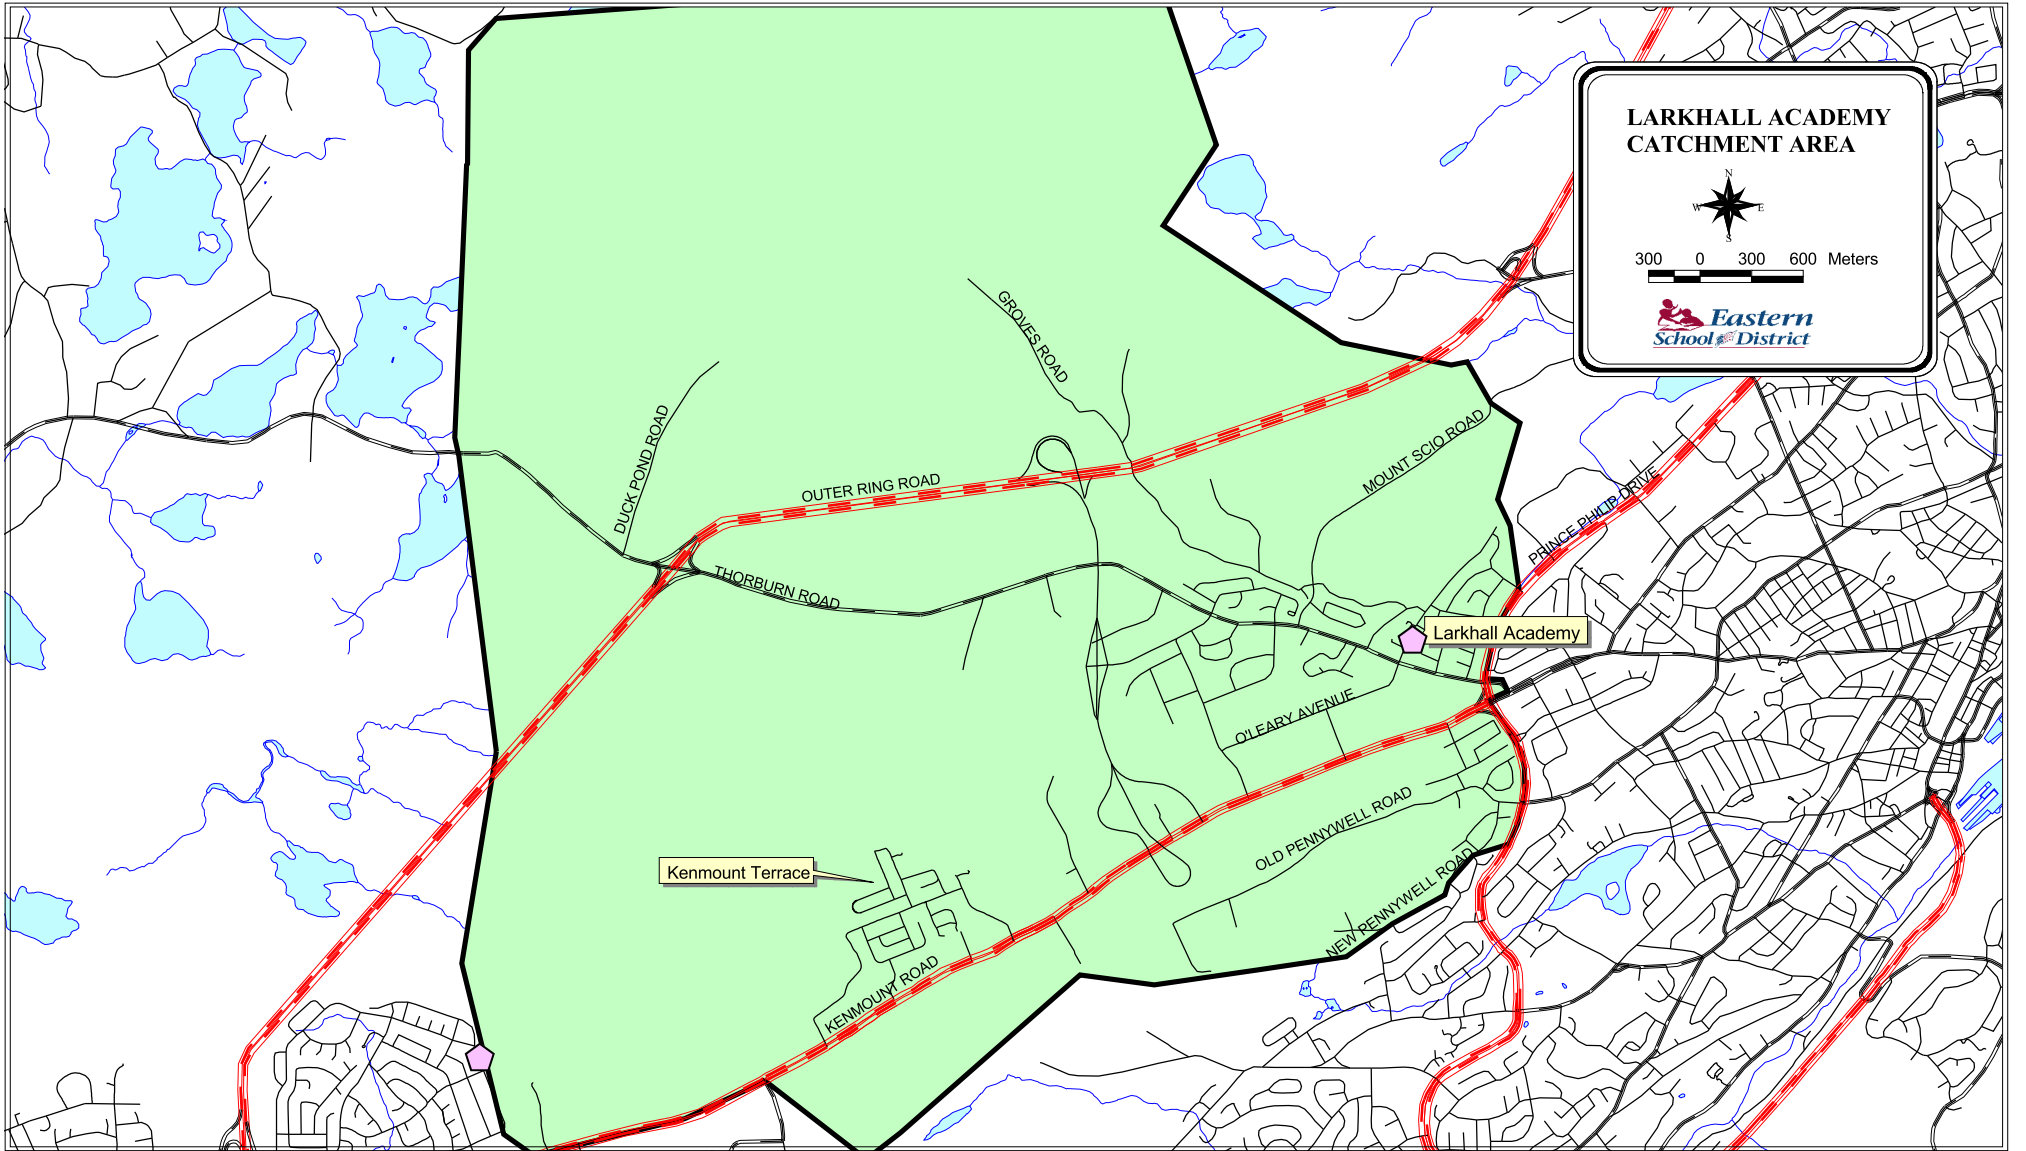 LARKHALL ACADEMY
CATCHMENT AREA
N
W E
S
300 0 300 600 Meters
Eastern
School District
GROVES ROAD
DUCK POND ROAD
MOUNT SCIO ROAD
OUTER RING ROAD
PRINCE PHILIP DRIVE
THORBURN ROAD
Larkhall Academy
O'LEARY AVENUE
OLD PENNYWELL ROAD
Kenmount Terrace
NEW PENNYWELL ROAD
KENMOUNT ROAD